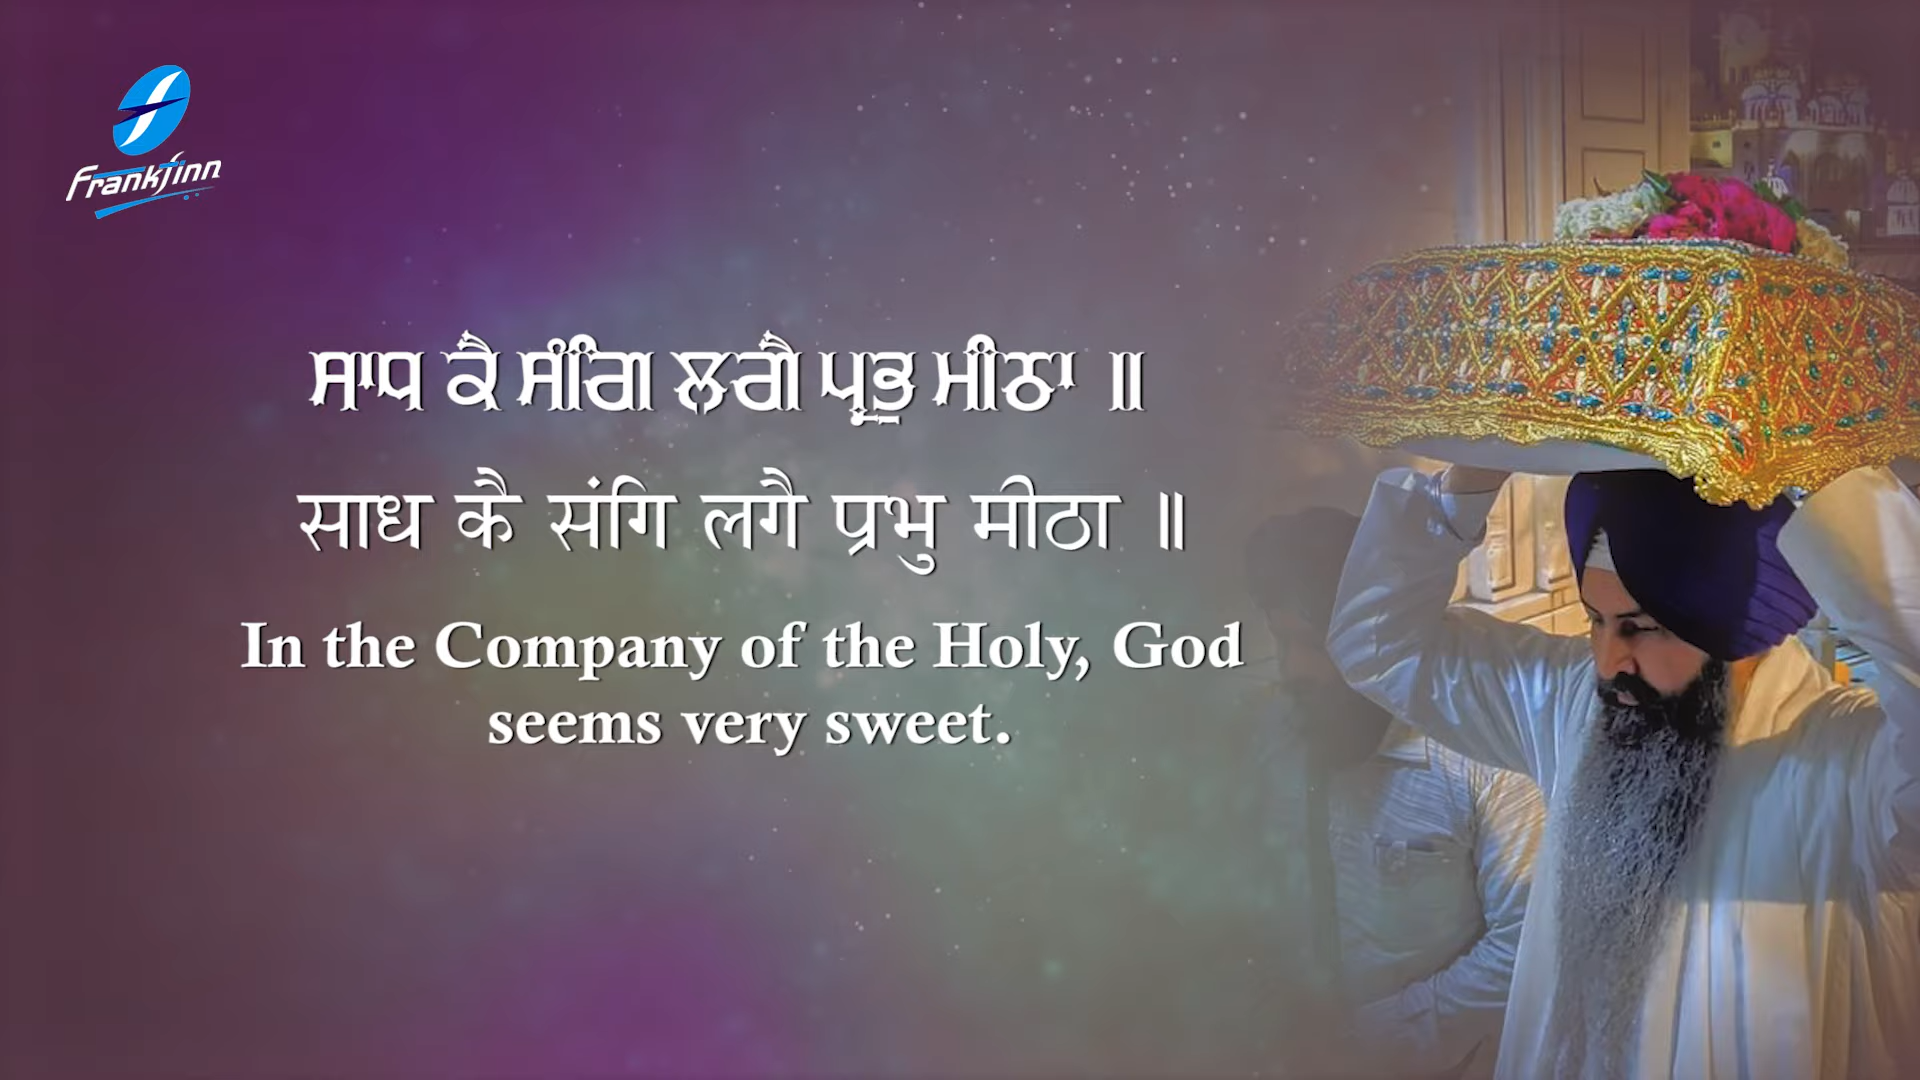 Frankfinn
ਸਾਧ ਕੈ ਸੰਗਿ ਲਗੈ ਪ੍ਰਭੁ ਮੀਠਾ ॥
साध कै संगि लगै प्रभु मीठा ॥
In the Company of the Holy, God
seems very sweet.